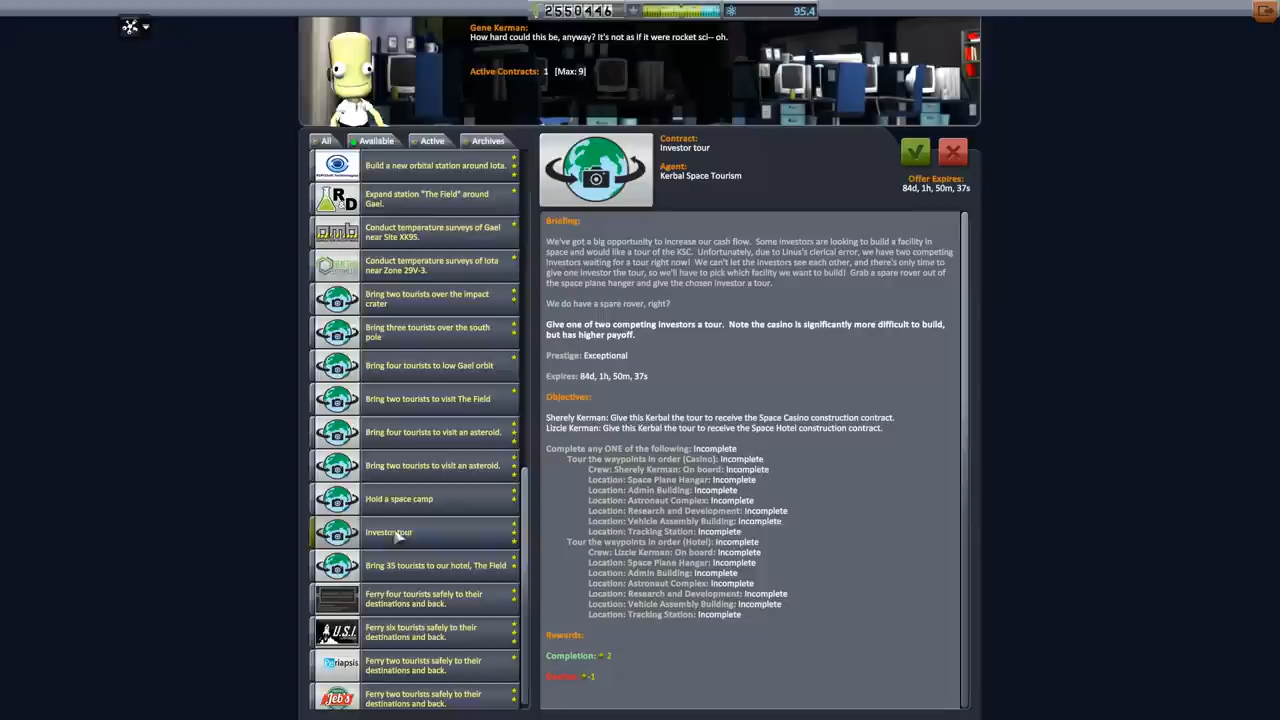 2550446
95.4
Gene Kerman:
How hard could this be, anyway? It's not as if it were rocket sci-- oh.
Active Contracts: 1 [Max: 9]
All
Available
Active
Archives
Build a new orbital station around Iota.
Expand station "The Field" around
Gael.
Conduct temperature surveys of Gael
near Site XK9S.
Conduct temperature surveys of Iota
near Zone 29V-3.
Bring two tourists over the impact
crater
Bring three tourists over the south
pole
Bring four tourists to low Gael orbit
Bring two tourists to visit The Field
Bring four tourists to visit an asteroid.
Bring two tourists to visit an asteroid.
Hold a space camp
Investor tour
Bring 35 tourists to our hotel, The Field
Ferry four tourists safely to their
destinations and back.
Ferry six tourists safely to their
destinations and back.
Ferry two tourists safely to their
destinations and back.
Ferry two tourists safely to their
destinations and back.
R&D
U.S.I.
Periapsis
Jeb's
Contract:
Investor tour
Agent:
Kerbal Space Tourism
Offer Expires:
84d, 1h, 50m, 37s
Briefing:
We've got a big opportunity to increase our cash flow. Some investors are looking to build a facility in
space and would like a tour of the KSC. Unfortunately, due to Linus's clerical error, we have two competing
investors waiting for a tour right now! We can't let the investors see each other, and there's only time to
give one investor the tour, so we'll have to pick which facility we want to build! Grab a spare rover out of
the space plane hanger and give the chosen investor a tour.
We do have a spare rover, right?
Give one of two competing investors a tour. Note the casino is significantly more difficult to build,
but has higher payoff.
Prestige: Exceptional
Expires: 84d, 1h, 50m, 37s
Objectives:
Sherely Kerman: Give this Kerbal the tour to receive the Space Casino construction contract.
Lizcle Kerman: Give this Kerbal the tour to receive the Space Hotel construction contract.
Complete any ONE of the following: Incomplete
Tour the waypoints in order (Casino): Incomplete
Crew: Sherely Kerman: On board: Incomplete
Location: Space Plane Hangar: Incomplete
Location: Admin Building: Incomplete
Location: Astronaut Complex: Incomplete
Location: Research and Development: Incomplete
Location: Vehicle Assembly Building: Incomplete
Location: Tracking Station: Incomplete
Tour the waypoints in order (Hotel): Incomplete
Crew: Lizcle Kerman: On board: Incomplete
Location: Space Plane Hangar: Incomplete
Location: Admin Building: Incomplete
Location: Astronaut Complex: Incomplete
Location: Research and Development: Incomplete
Location: Vehicle Assembly Building: Incomplete
Location: Tracking Station: Incomplete
Rewards:
Completion: * 2
Decline: * -1